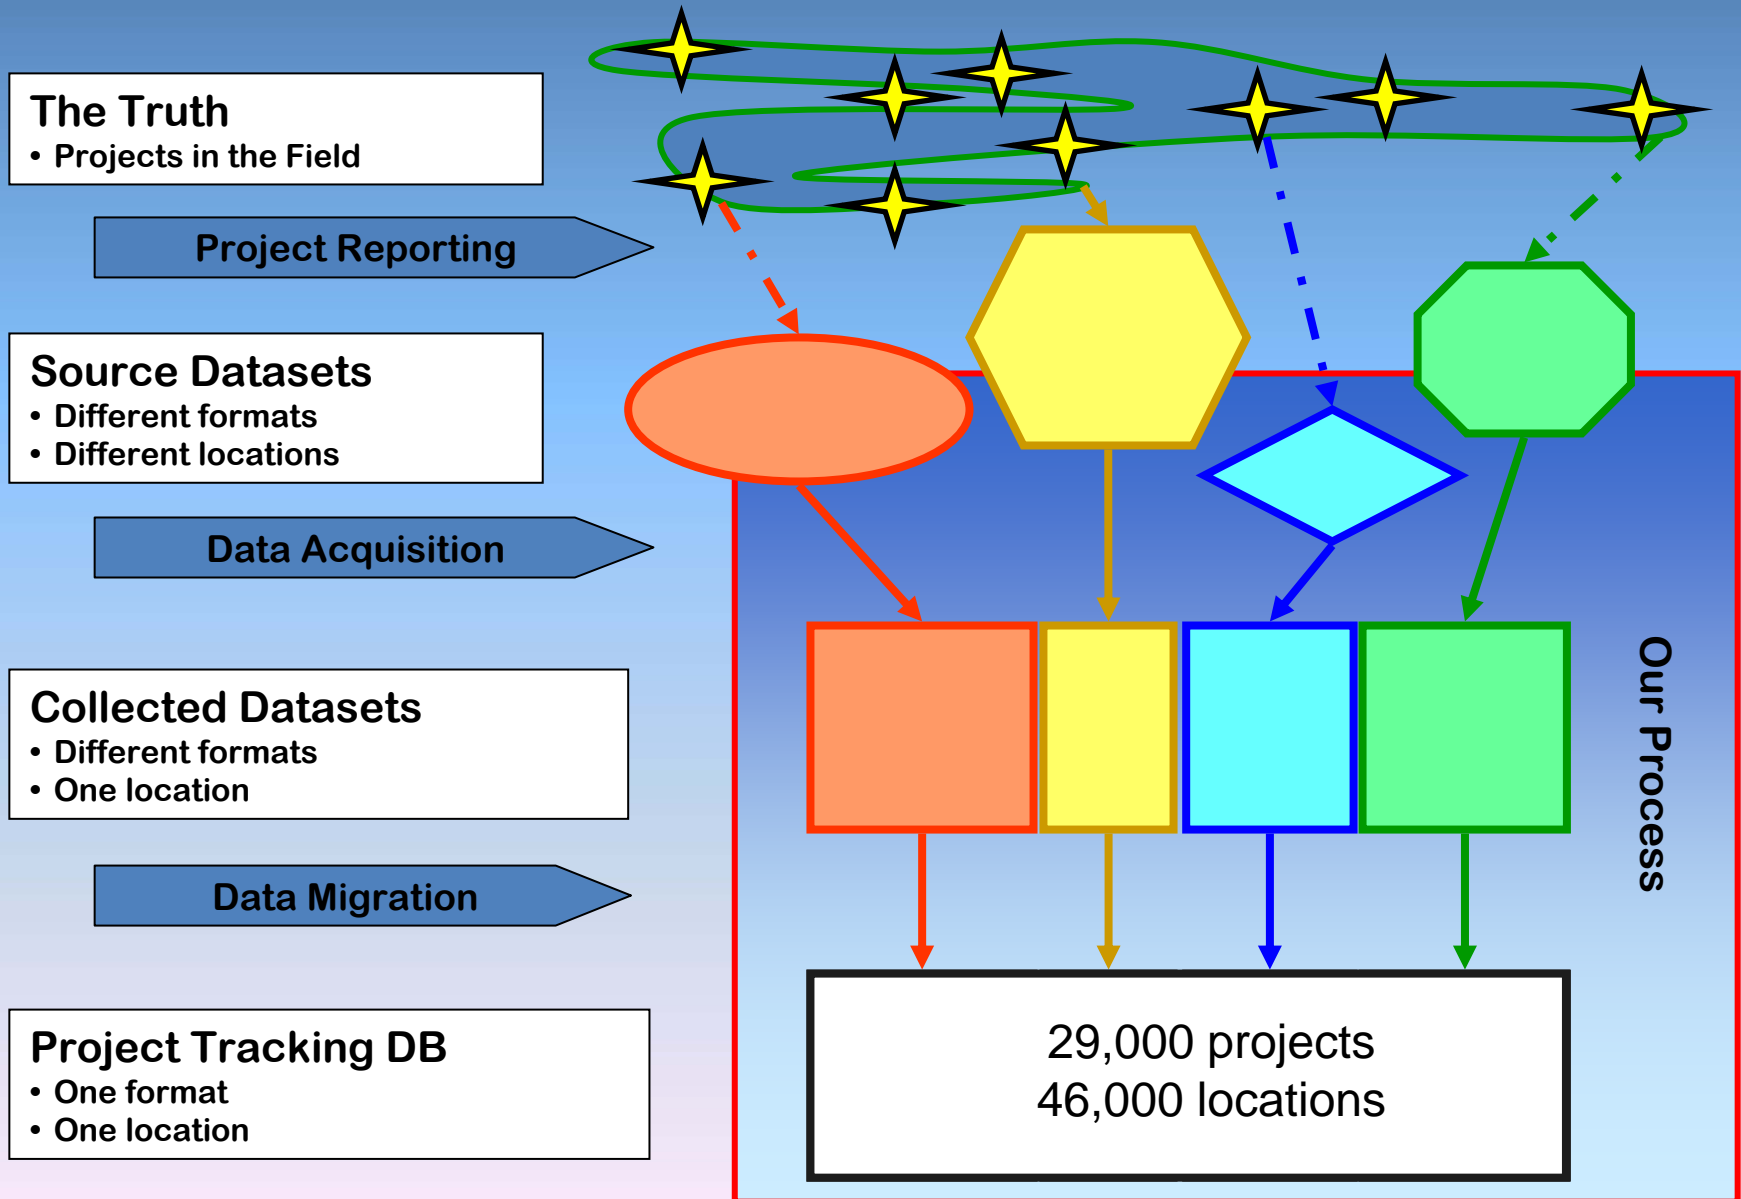 The Truth
• Projects in the Field
Project Reporting
Source Datasets
• Different formats
• Different locations
Data Acquisition
Collected Datasets
• Different formats
• One location
Our Process
Data Migration
Project Tracking DB
• One format
• One location
29,000 projects
46,000 locations